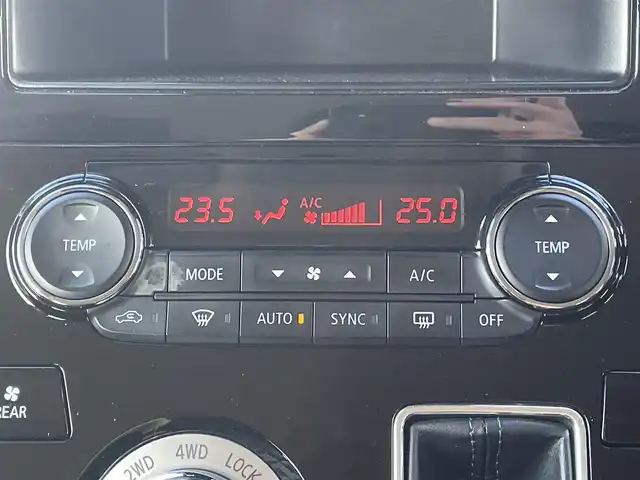 23.5 A/C 25.0
TEMP TEMP
MODE A/C
AUTO SYNC OFF
REAR
2WD 4WD LOCK